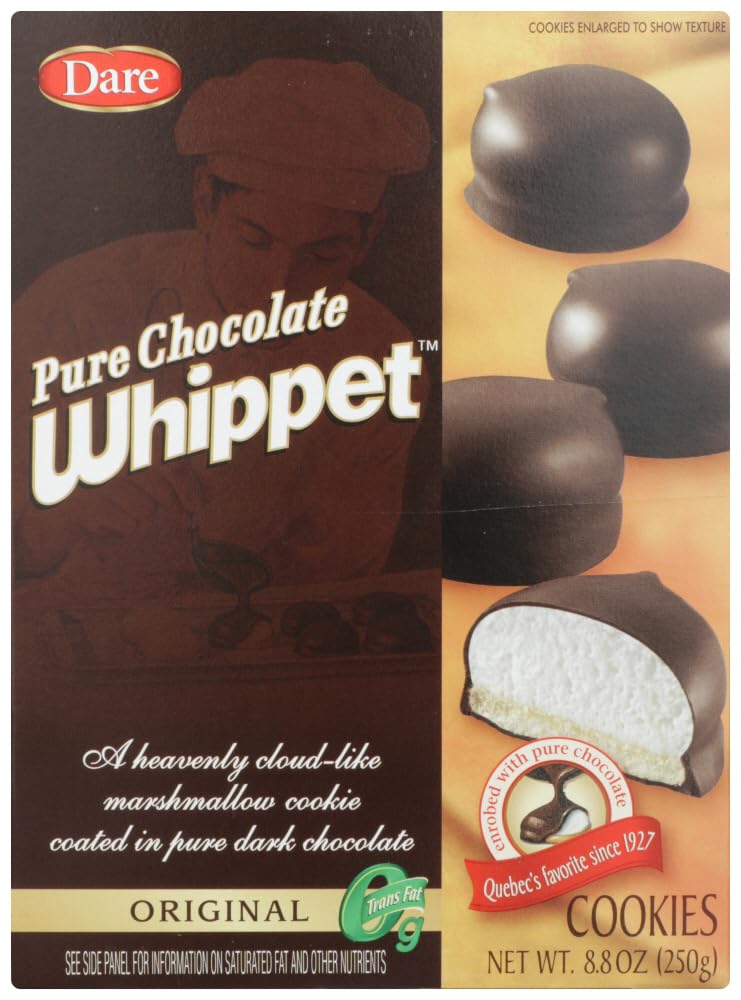 COOKIES ENLARGED TO SHOW TEXTURE
Dare
Pure Chocolate
Whippet™
A heavenly cloud-like
marshmallow cookie
coated in pure dark chocolate
enrobed with pure chocolate
Quebec's favorite since 1927
ORIGINAL
0g
Trans Fat
COOKIES
NET WT. 8.8 OZ (250g)
SEE SIDE PANEL FOR INFORMATION ON SATURATED FAT AND OTHER NUTRIENTS